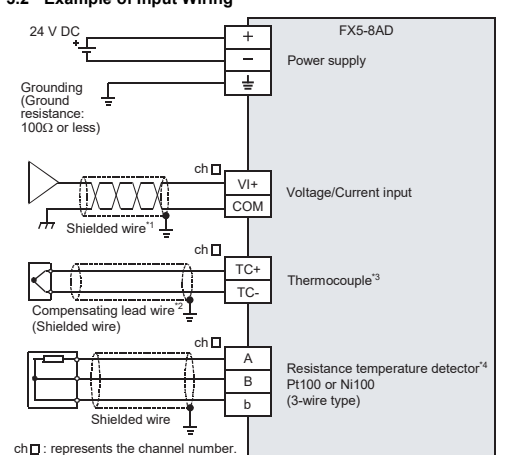 5.2 Example of Input Wiring
24 V DC
+
+
FX5-8AD
−
Power supply
Grounding
(Ground
resistance:
100Ω or less)
ch□
VI+
COM
Voltage/Current input
Shielded wire*1
ch□
TC+
TC-
Thermocouple*3
Compensating lead wire*2
(Shielded wire)
ch□
A
B
b
Resistance temperature detector*4
Pt100 or Ni100
(3-wire type)
Shielded wire
ch□ : represents the channel number.